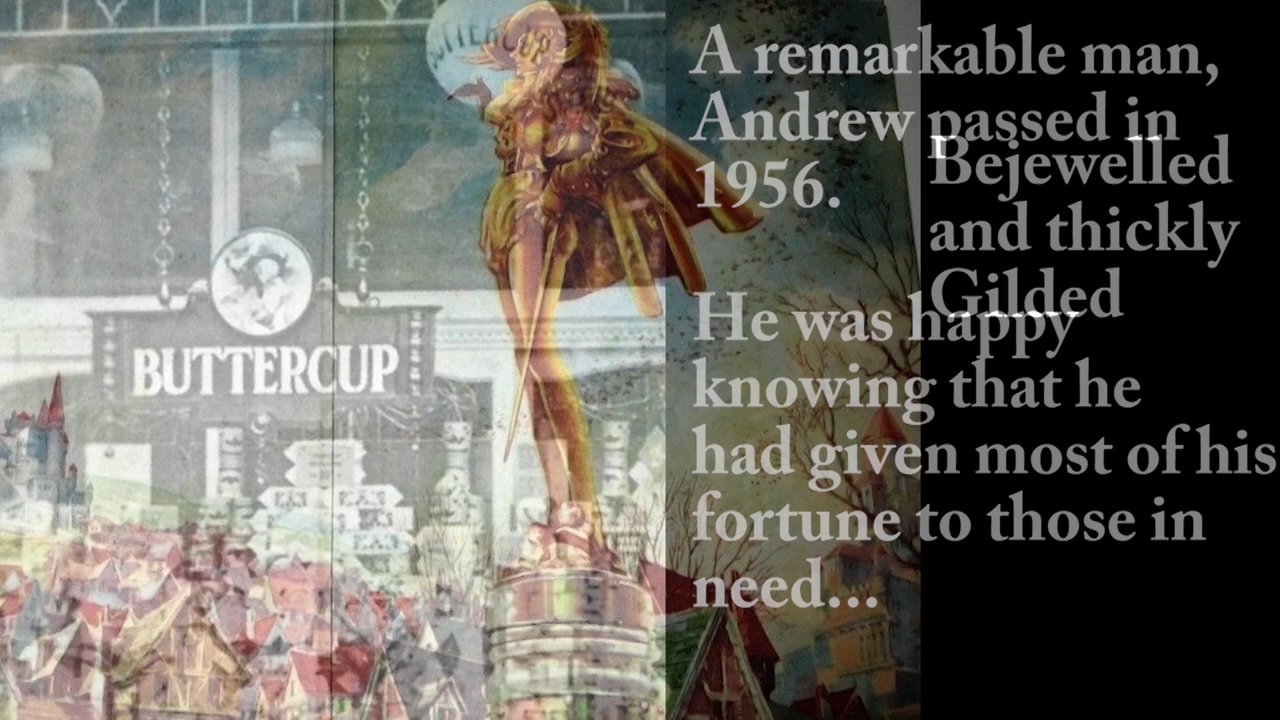 BUTTERCUP
BUTTERCUP
A remarkable man,
Andrew passed in
1956.
He was happy
knowing that he
had given most of his
fortune to those in
need...
Bejewelled
and thickly
Gilded